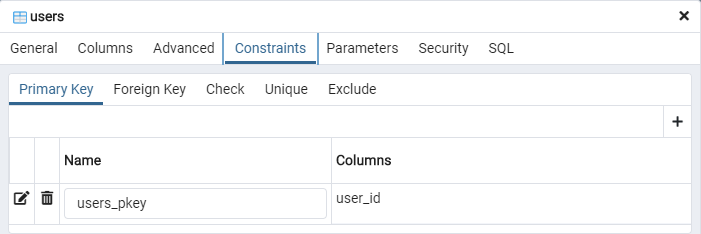 users
General Columns Advanced Constraints Parameters Security SQL
Primary Key Foreign Key Check Unique Exclude
Name Columns
users_pkey user_id